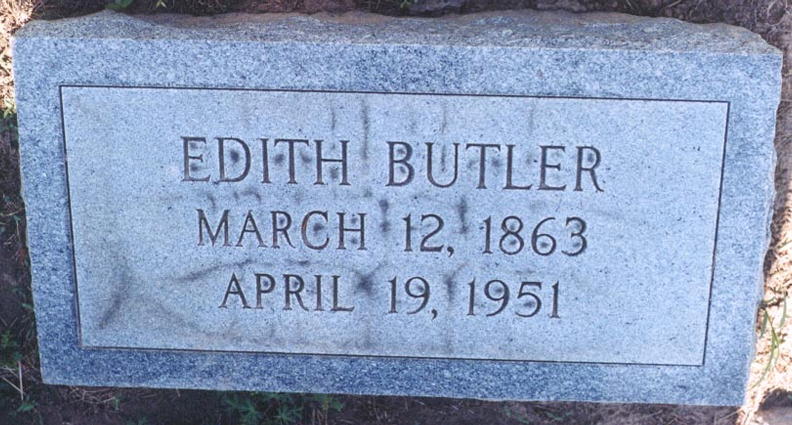 EDITH BUTLER
MARCH 12, 1863
APRIL 19, 1951